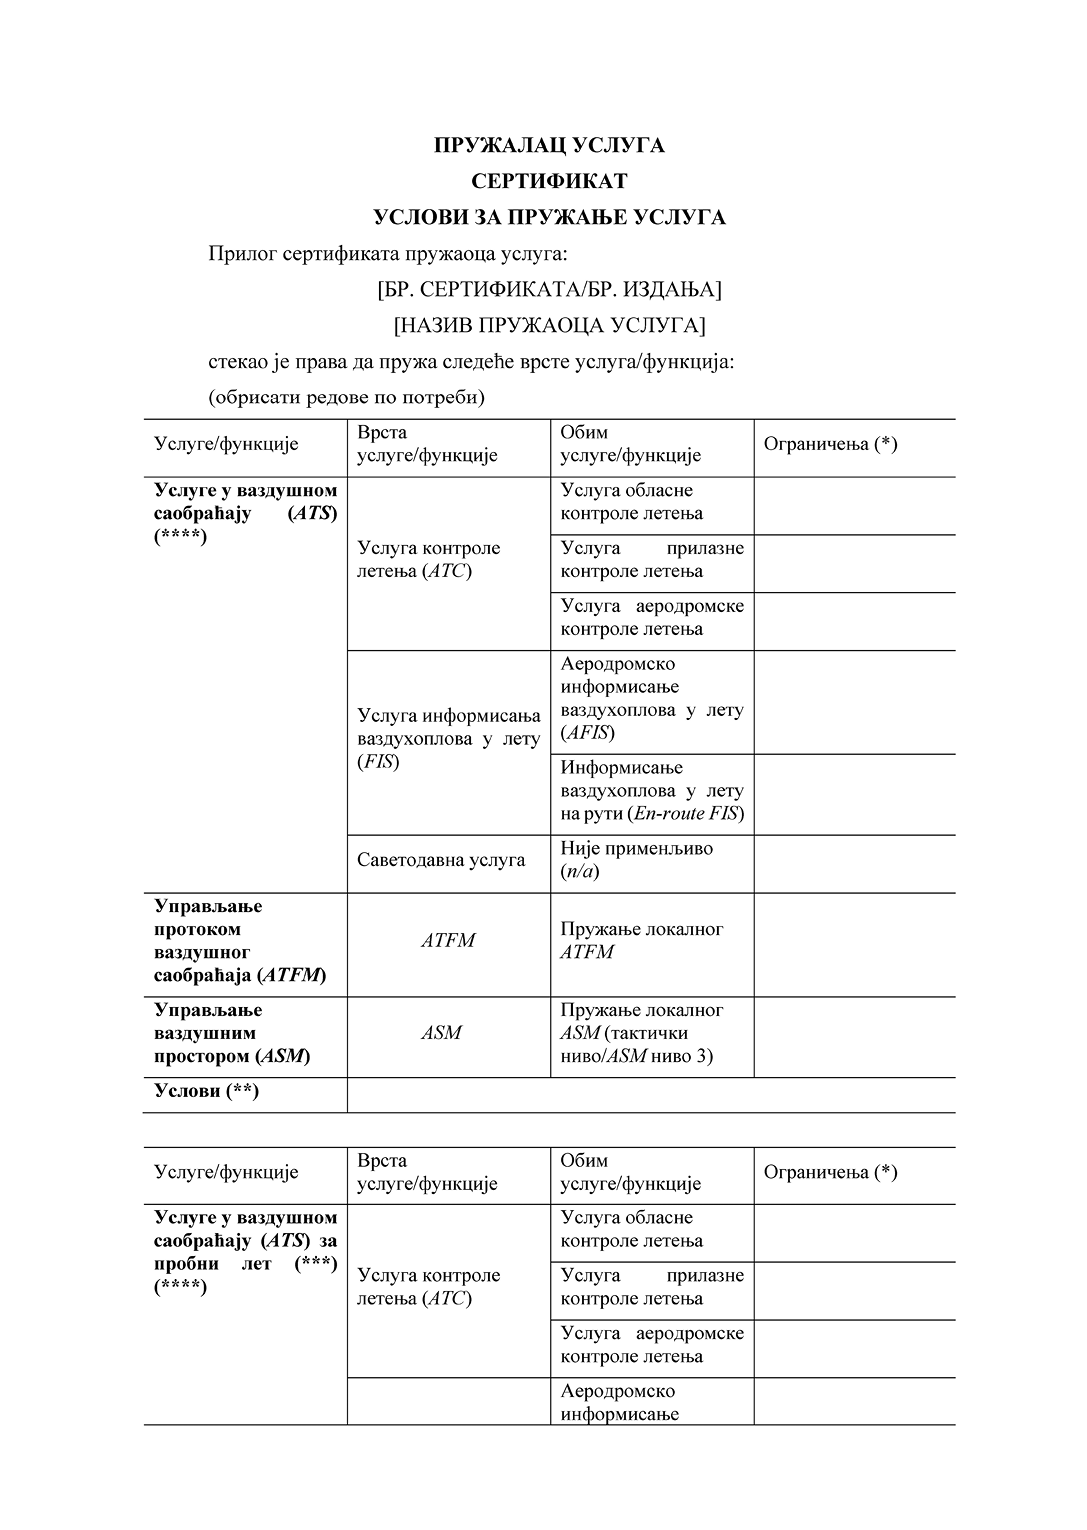 ПРУЖАЛАЦ УСЛУГА
СЕРТИФИКАТ
УСЛОВИ ЗА ПРУЖАЊЕ УСЛУГА
Прилог сертификата пружаоца услуга:
[БР. СЕРТИФИКАТА/БР. ИЗДАЊА]
[НАЗИВ ПРУЖАОЦА УСЛУГА]
стекао је права да пружа следеће врсте услуга/функција:
(обрисати редове по потреби)
Услуге/функције
Врста
услуге/функције
Обим
услуге/функције
Ограничења (*)
Услуге у ваздушном
саобраћају (ATS)
(****)
Услуга контроле
летења (ATC)
Услуга обласне
контроле летења
Услуга прилазне
контроле летења
Услуга аеродромске
контроле летења
Услуга информисања
ваздухоплова у лету
(FIS)
Аеродромско
информисање
ваздухоплова у лету
(AFIS)
Информисање
ваздухоплова у лету
на рути (En-route FIS)
Саветодавна услуга
Није применљиво
(n/a)
Управљање
протоком
ваздушног
саобраћаја (ATFM)
ATFM
Пружање локалног
ATFM
Управљање
ваздушним
простором (ASM)
ASM
Пружање локалног
ASM (тактички
ниво/ASM ниво 3)
Услови (**)
Услуге/функције
Врста
услуге/функције
Обим
услуге/функције
Ограничења (*)
Услуге у ваздушном
саобраћају (ATS) за
пробни лет (***)
(****)
Услуга контроле
летења (ATC)
Услуга обласне
контроле летења
Услуга прилазне
контроле летења
Услуга аеродромске
контроле летења
Аеродромско
информисање